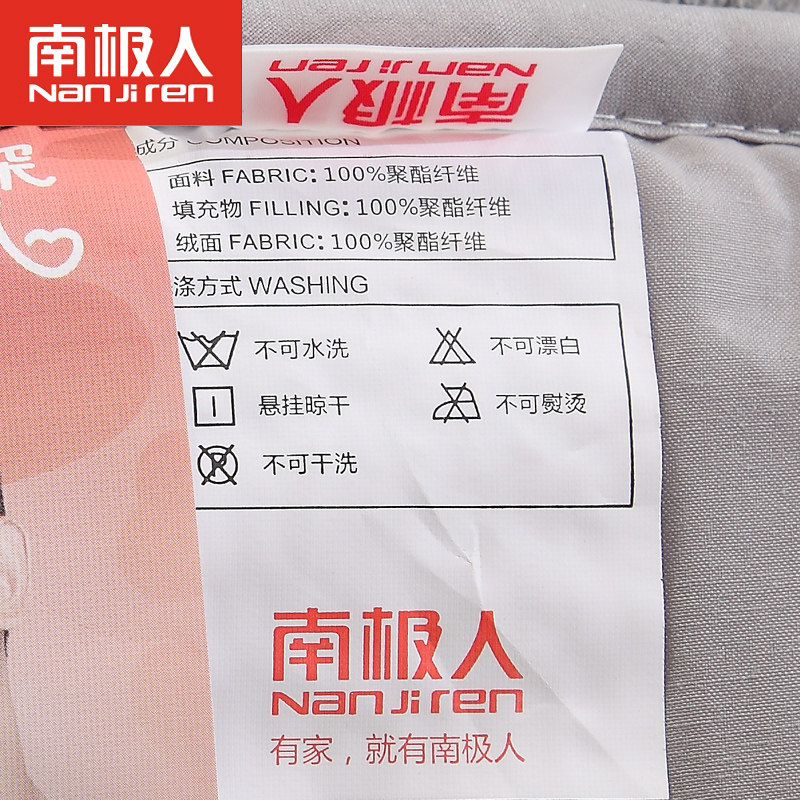 南极人
Nanjiren
南极人
Nanjiren
成分 COMPOSITION
面料 FABRIC: 100%聚酯纤维
填充物 FILLING: 100%聚酯纤维
绒面 FABRIC: 100%聚酯纤维
涤方式 WASHING
不可水洗
不可漂白
悬挂晾干
不可熨烫
不可干洗
南极人
Nanjiren
有家，就有南极人